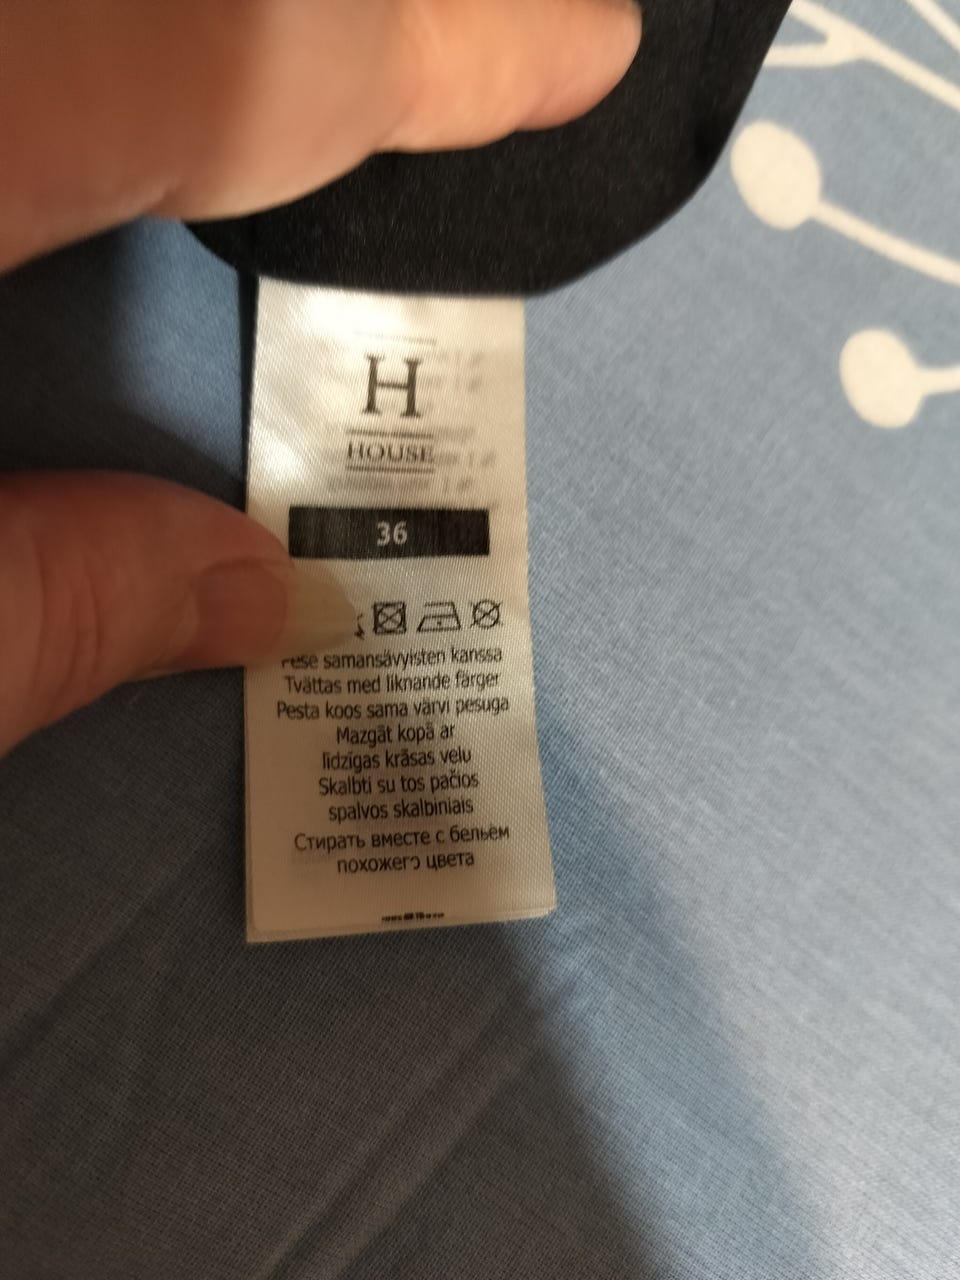 H
HOUSE
36
Pese samansävyisten kanssa
Tvättas med liknande färger
Pesta koos sama värvi pesuga
Mazgāt kopā ar
līdzīgas krāsas veļu
Skalbti su tos pačios
spalvos skalbiniais
Стирать вместе с бельём
похожего цвета